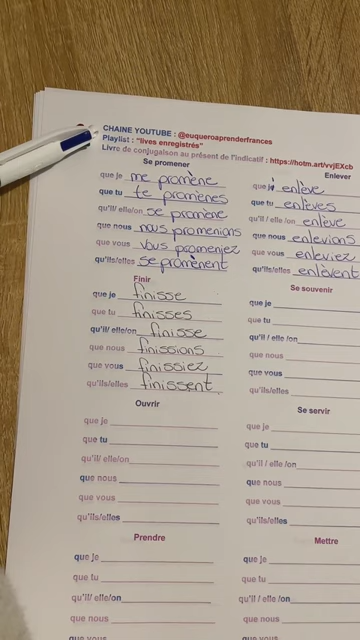 CHAINE YOUTUBE : @euqueroaprenderfrances
Playlist: "lives enregistrés"
Livre de conjugaison au présent de l'indicatif : https://hotm.art/vvjEXcb
Se promener
que je me promène
que tu te promènes
qu'il/ elle/on se promène
que nous nous promenions
que vous vous promeniez
qu'ils/elles se promènent
Enlever
que j' enlève
que tu enlèves
qu'il / elle /on enlève
que nous enlevions
que vous enleviez
qu'ils/elles enlèvent
Finir
que je finisse
que tu finisses
qu'il/ elle/on finisse
que nous finissions
que vous finissiez
qu'ils/elles finissent
Se souvenir
que je
que tu
qu'il / elle /on
que nous
que vous
qu'ils/elles
Ouvrir
que je
que tu
qu'il/ elle/on
que nous
que vous
qu'ils/elles
Se servir
que je
que tu
qu'il / elle /on
que nous
que vous
qu'ils/elles
Prendre
que je
que tu
qu'il/ elle/on
que nous
que vous
Mettre
que je
que tu
qu'il / elle /on
que nous
que vous